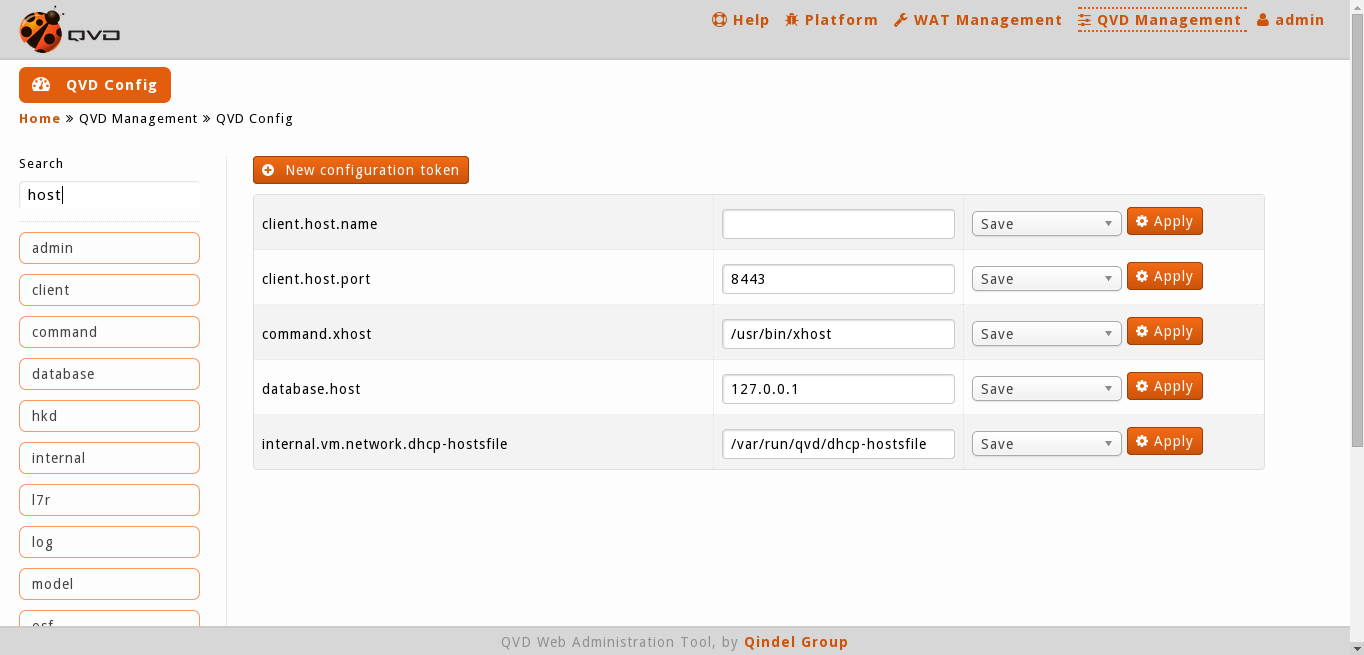 QVD
Help Platform WAT Management QVD Management admin
QVD Config
Home » QVD Management » QVD Config
Search
host
admin
client
command
database
hkd
internal
l7r
log
model
osf
New configuration token
client.host.name Save Apply
client.host.port 8443 Save Apply
command.xhost /usr/bin/xhost Save Apply
database.host 127.0.0.1 Save Apply
internal.vm.network.dhcp-hostsfile /var/run/qvd/dhcp-hostsfile Save Apply
QVD Web Administration Tool, by Qindel Group